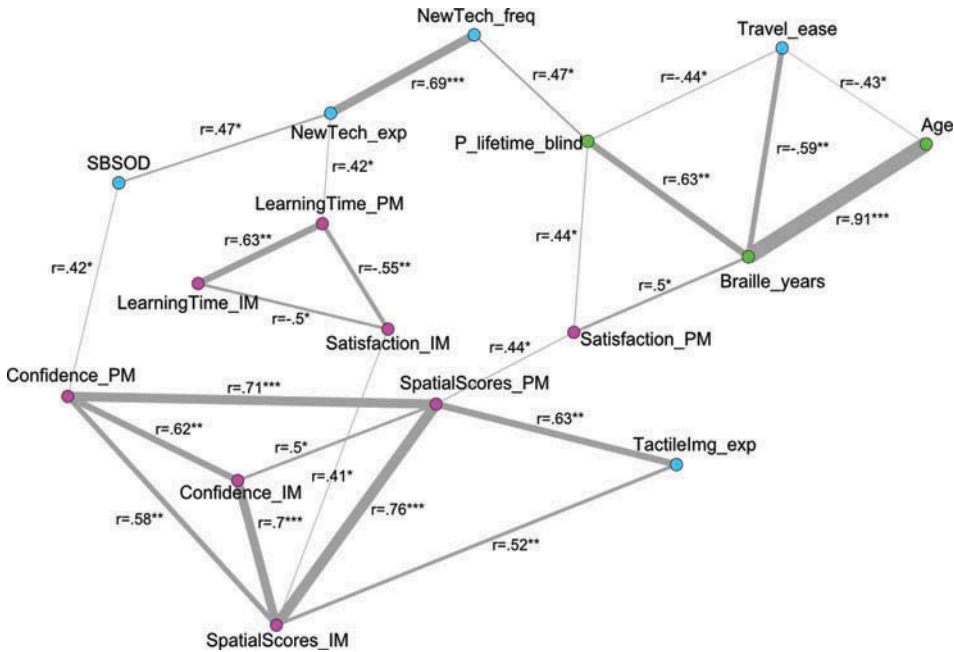 NewTech_freq
Travel_ease
r=.69***
r=.47*
r=-.44*
r=-.43*
NewTech_exp
P_lifetime_blind
Age
r=.47*
SBSOD
r=.42*
r=-.59**
r=.63**
r=.91***
LearningTime_PM
r=.63**
r=-.55**
r=.44*
r=.42*
LearningTime_IM
r=-.5*
Braille_years
r=.5*
Satisfaction_IM
Satisfaction_PM
r=.44*
Confidence_PM
r=.71***
SpatialScores_PM
r=.62**
r=.5*
r=.63**
TactileImg_exp
r=.41*
Confidence_IM
r=.58**
r=.7***
r=.76***
r=.52**
SpatialScores_IM